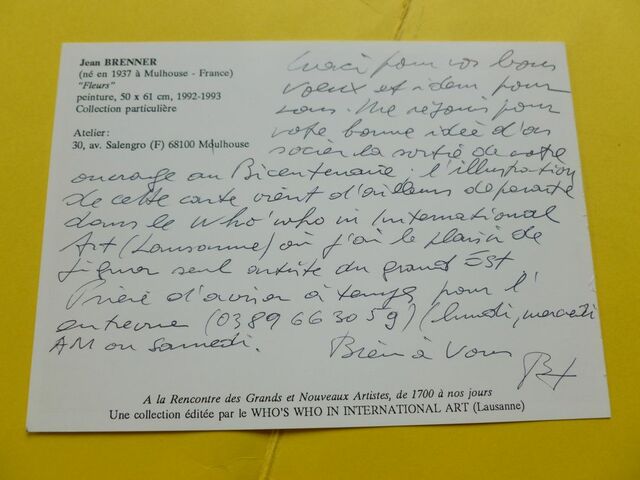 Jean BRENNER
(né en 1937 à Mulhouse - France)
"Fleurs"
peinture, 50 x 61 cm, 1992-1993
Collection particulière
Atelier :
30, av. Salengro (F) 68100 Mulhouse
Merci pour vos bons
voeux et idem pour
vous. Me réjouis pour
votre bonne idée d'as
socier la sortie de votre
ouvrage au Bicentenaire. l'illustration
de cette carte vient d'ailleurs de paraître
dans le Who'who in International
Art (Lausanne) où j'ai le plaisir de
figurer seul artiste du grand Est
Prière d'aviser à temps pour l'
entrevue (0389663059) (lundi, mercredi
AM ou samedi. Bien à Vous
A la Rencontre des Grands et Nouveaux Artistes, de 1700 à nos jours
Une collection éditée par le WHO'S WHO IN INTERNATIONAL ART (Lausanne)